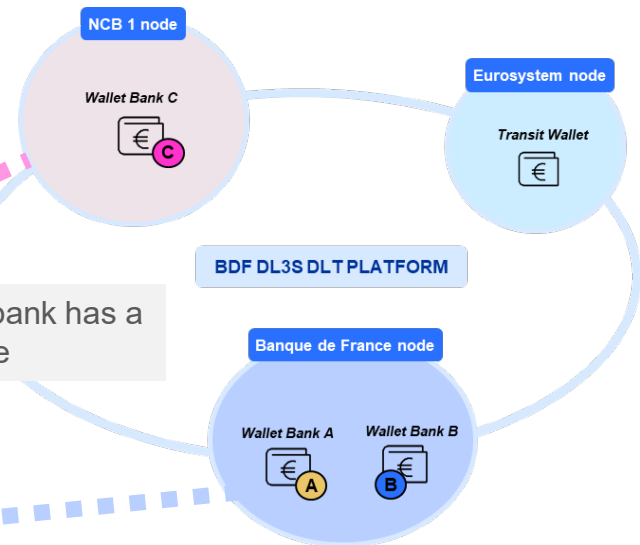 NCB 1 node
Wallet Bank C
€
C
Eurosystem node
Transit Wallet
€
BDF DL3S DLT PLATFORM
bank has a
Banque de France node
Wallet Bank A
Wallet Bank B
€
A
€
B